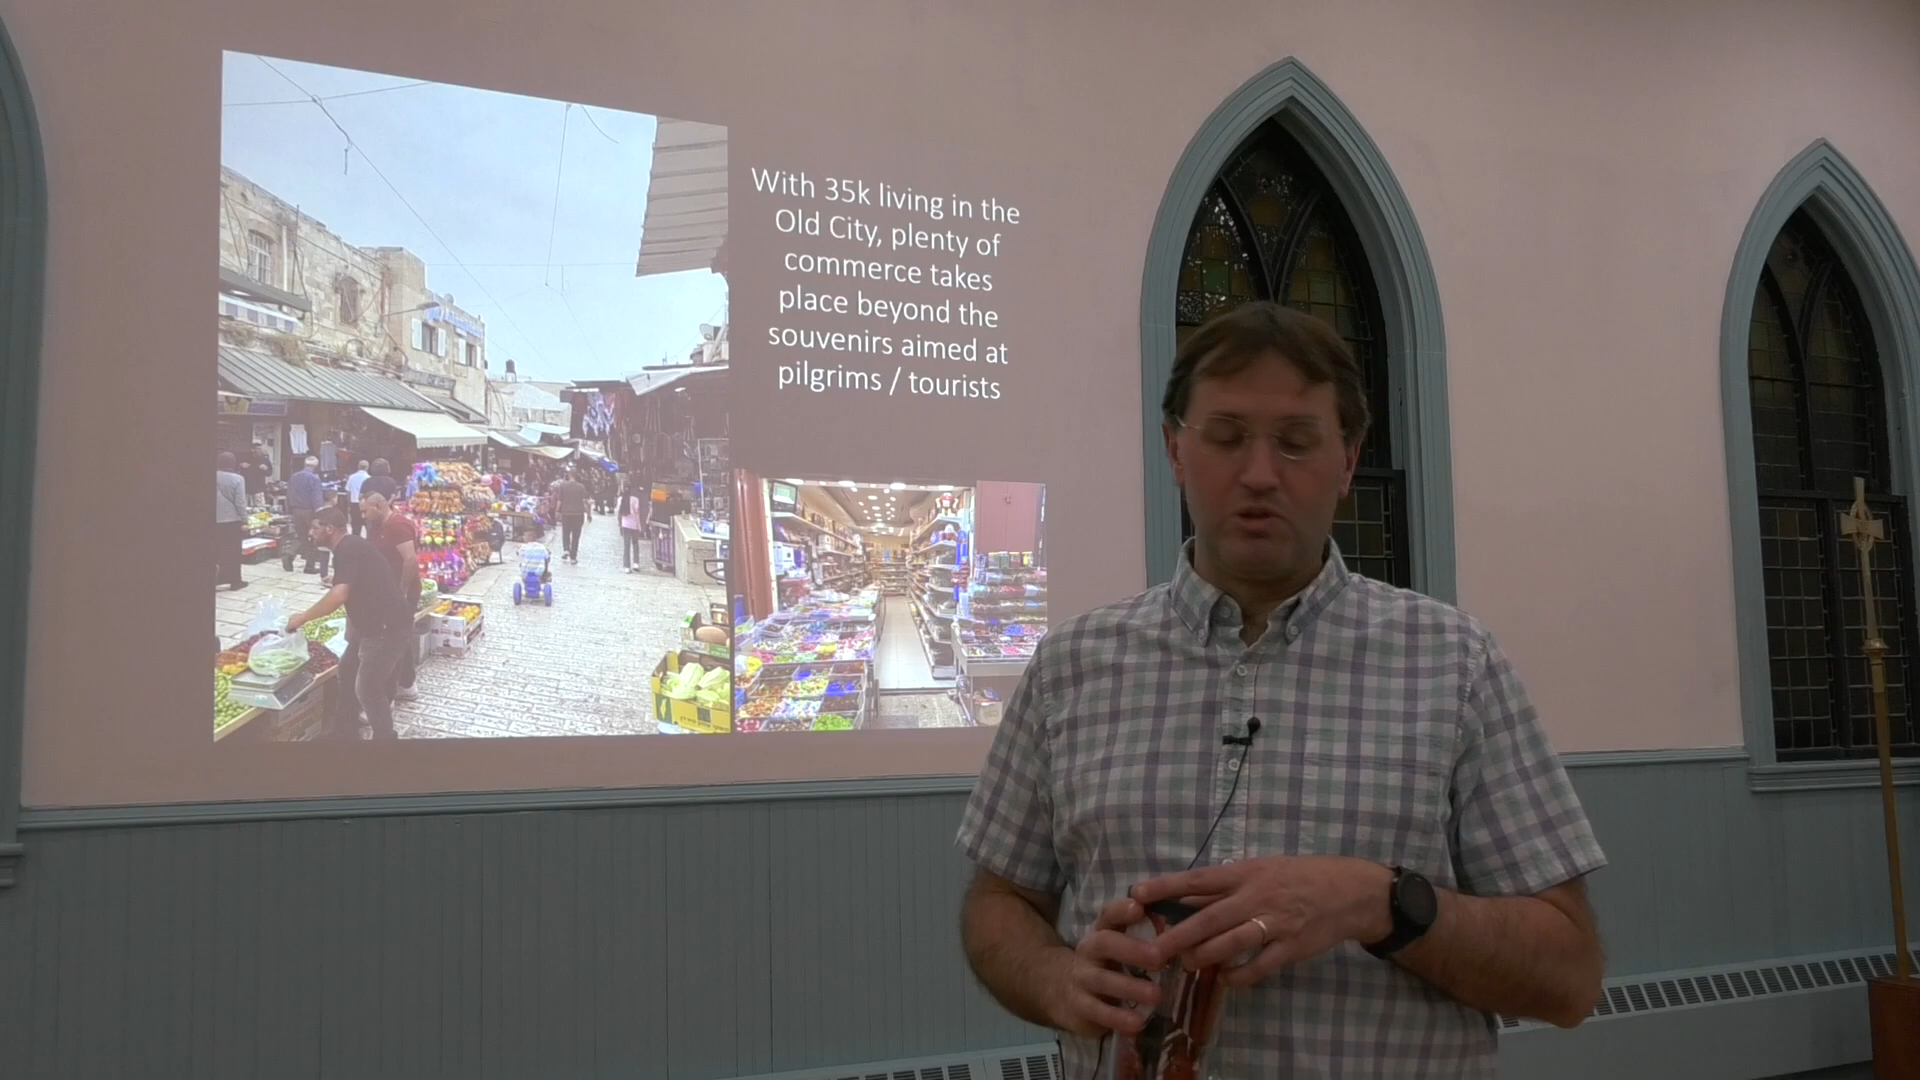 With 35k living in the
Old City, plenty of
commerce takes
place beyond the
souvenirs aimed at
pilgrims / tourists